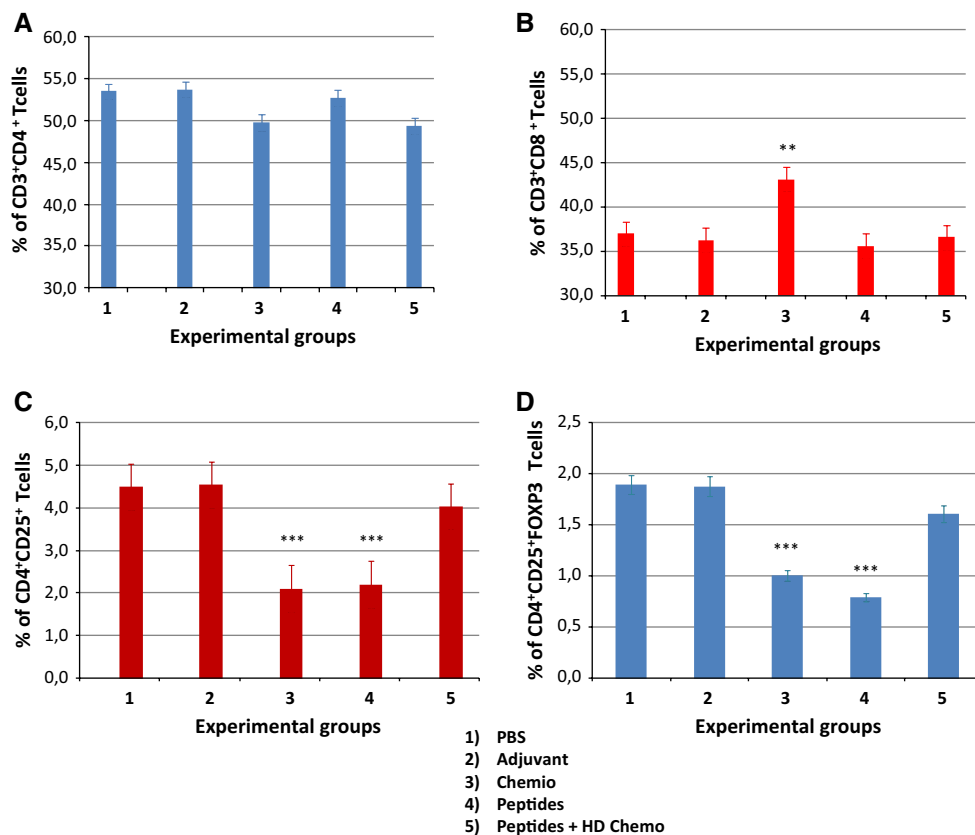 A
% of CD3+CD4+ Tcells
60,0
55,0
50,0
45,0
40,0
35,0
30,0
1 2 3 4 5
Experimental groups
B
% of CD3+CD8+ Tcells
60,0
55,0
50,0
45,0
40,0
35,0
30,0
**
1 2 3 4 5
Experimental groups
C
% of CD4+CD25+ Tcells
6,0
5,0
4,0
3,0
2,0
1,0
0,0
*** ***
1 2 3 4 5
Experimental groups
D
% of CD4+CD25+FOXP3 Tcells
2,5
2,0
1,5
1,0
0,5
0,0
***
***
1 2 3 4 5
Experimental groups
1) PBS
2) Adjuvant
3) Chemio
4) Peptides
5) Peptides + HD Chemo